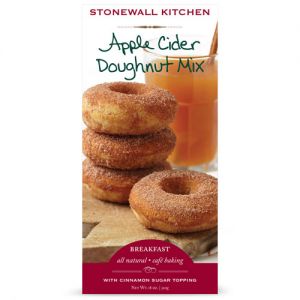 STONEWALL KITCHEN
Apple Cider
Doughnut Mix
BREAKFAST
all natural • café baking
WITH CINNAMON SUGAR TOPPING